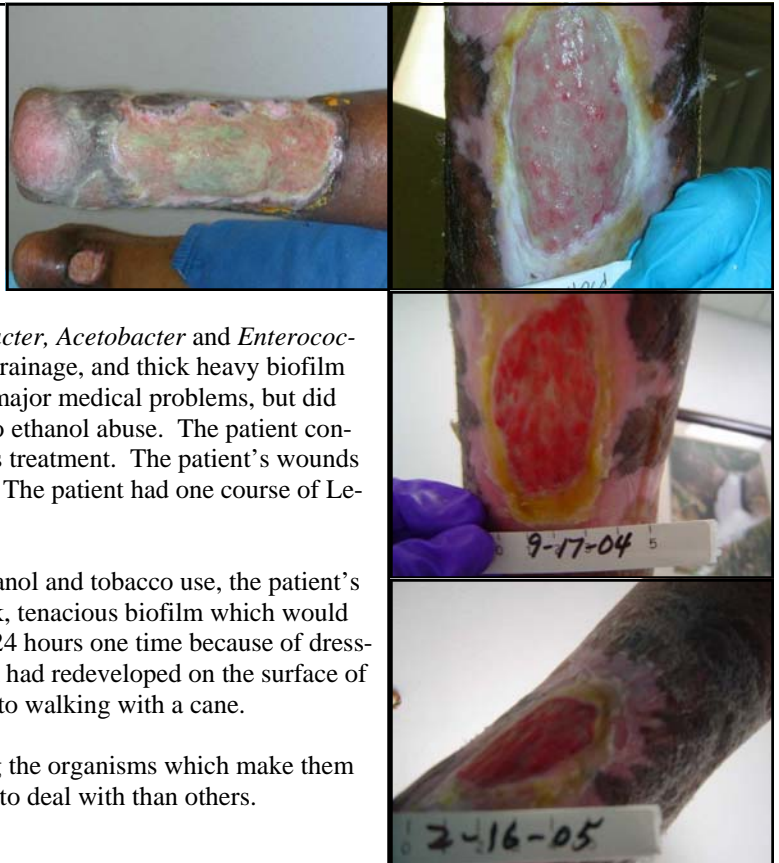 acter, Acetobacter and Enterococ-
rainage, and thick heavy biofilm
major medical problems, but did
o ethanol abuse. The patient con-
s treatment. The patient's wounds
The patient had one course of Le-
anol and tobacco use, the patient's
k, tenacious biofilm which would
24 hours one time because of dress-
had redeveloped on the surface of
to walking with a cane.
g the organisms which make them
to deal with than others.
0 9-17-04 5
2-16-05